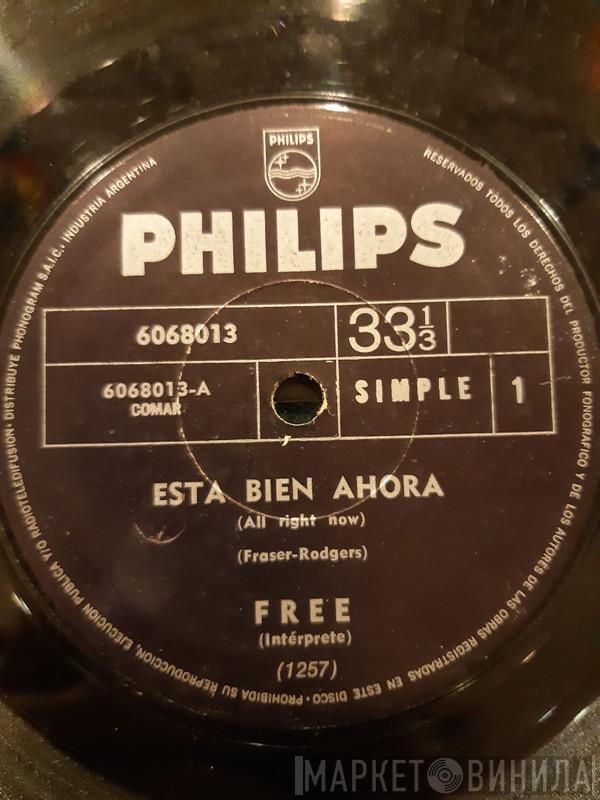 PHILIPS
PHILIPS
6068013
33 1/3
6068013-A
COMAR
SIMPLE
1
ESTA BIEN AHORA
(All right now)
(Fraser-Rodgers)
FREE
(Intérprete)
(1257)
RESERVADOS TODOS LOS DERECHOS DEL PRODUCTOR FONOGRAFICO Y DE LOS AUTORES DE LAS OBRAS REGISTRADAS EN ESTE DISCO • PROHIBIDA SU REPRODUCCION, EJECUCION PUBLICA Y/O RADIOTELEDIFUSION • DISTRIBUYE PHONOGRAM S.A.I.C. INDUSTRIA ARGENTINA
МАРКЕТ ВИНИЛА